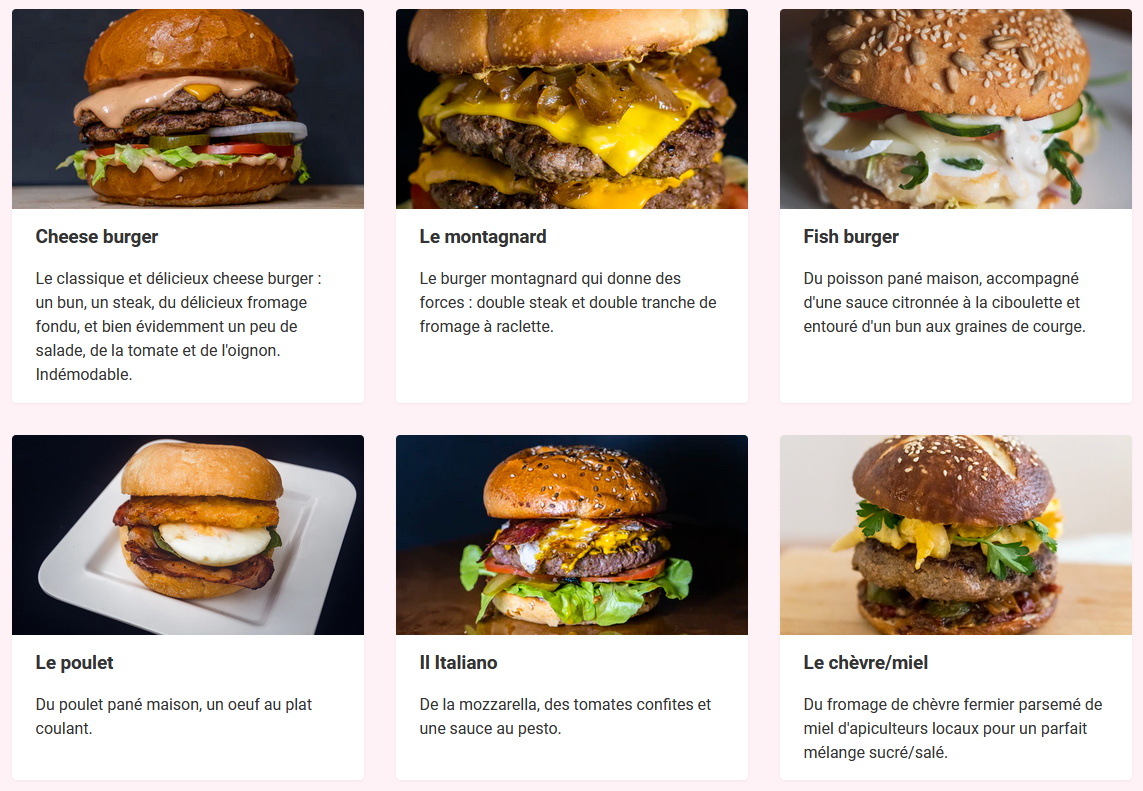 Cheese burger
Le classique et délicieux cheese burger :
un bun, un steak, du délicieux fromage
fondu, et bien évidemment un peu de
salade, de la tomate et de l'oignon.
Indémodable.
Le montagnard
Le burger montagnard qui donne des
forces : double steak et double tranche de
fromage à raclette.
Fish burger
Du poisson pané maison, accompagné
d'une sauce citronnée à la ciboulette et
entouré d'un bun aux graines de courge.
Le poulet
Du poulet pané maison, un oeuf au plat
coulant.
Il Italiano
De la mozzarella, des tomates confites et
une sauce au pesto.
Le chèvre/miel
Du fromage de chèvre fermier parsemé de
miel d'apiculteurs locaux pour un parfait
mélange sucré/salé.